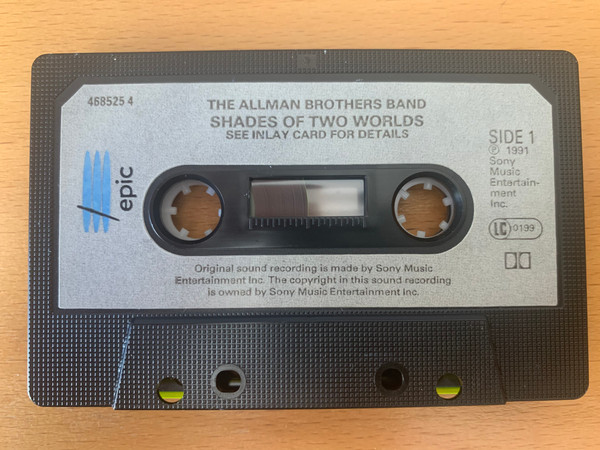 468525 4
THE ALLMAN BROTHERS BAND
SHADES OF TWO WORLDS
SEE INLAY CARD FOR DETAILS
epic
SIDE 1
℗ 1991
Sony
Music
Entertain-
ment
Inc.
LC 0199
Original sound recording is made by Sony Music
Entertainment Inc. The copyright in this sound recording
is owned by Sony Music Entertainment Inc.